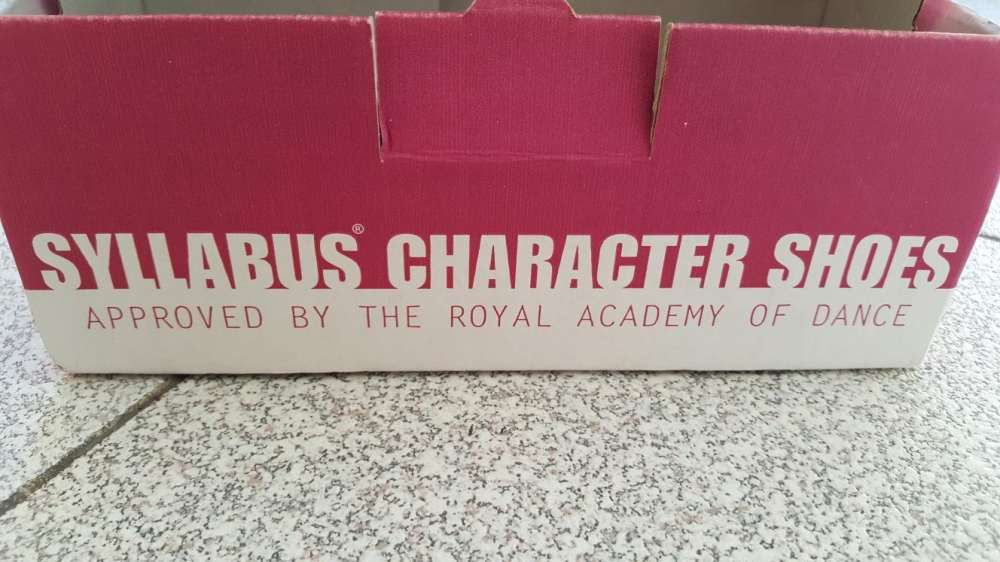 SYLLABUS® CHARACTER SHOES
APPROVED BY THE ROYAL ACADEMY OF DANCE